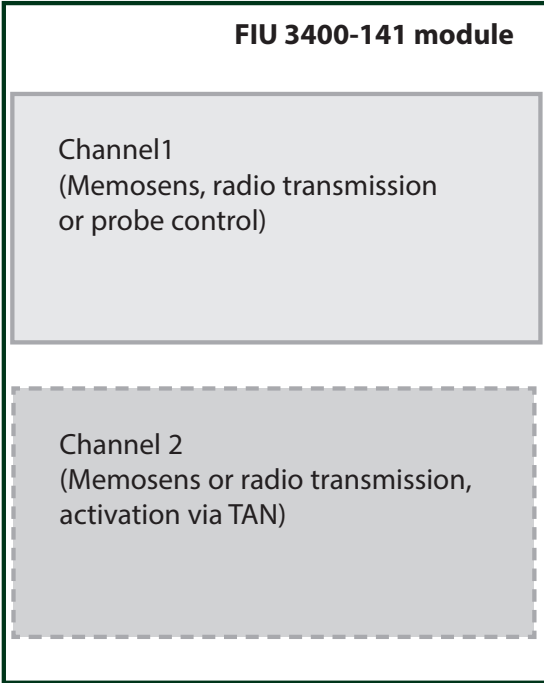 FIU 3400-141 module
Channel1
(Memosens, radio transmission
or probe control)
Channel 2
(Memosens or radio transmission,
activation via TAN)